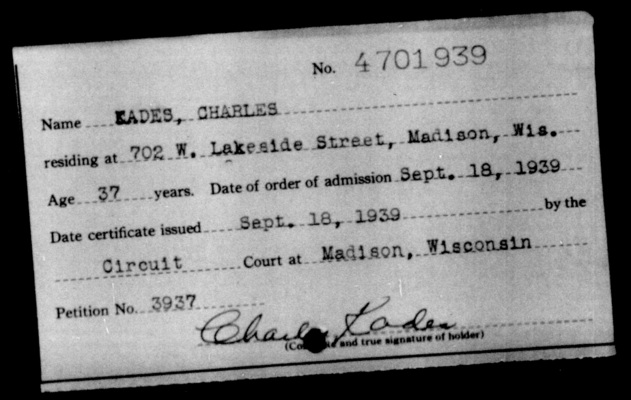 No. 4701939
Name KADES, CHARLES
residing at 702 W. Lakeside Street, Madison, Wis.
Age 37 years. Date of order of admission Sept. 18, 1939
Date certificate issued Sept. 18, 1939 by the
Circuit Court at Madison, Wisconsin
Petition No. 3937
Charles Kades
(Complete and true signature of holder)